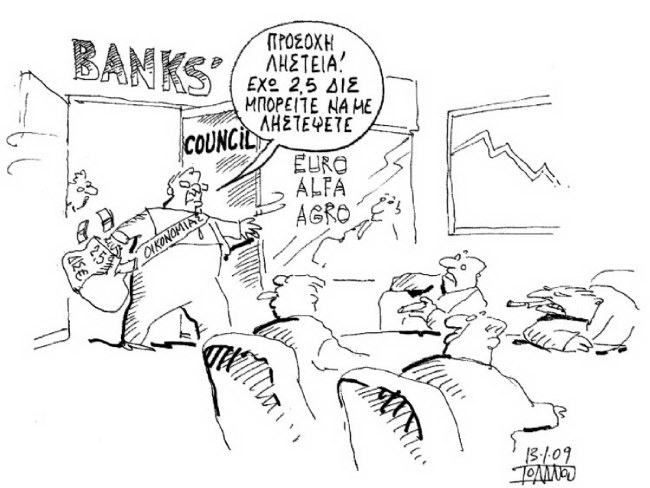 BANKS'
ΠΡΟΣΟΧΗ
ΛΗΣΤΕΙΑ!
ΕΧΩ 2,5 ΔΙΣ
ΜΠΟΡΕΙΤΕ ΝΑ ΜΕ
ΛΗΣΤΕΨΕΤΕ
COUNCIL
EURO
ALFA
AGRO
ΟΙΚΟΝΟΜΙΑΣ
2,5
ΔΙΣ €
13.1.09